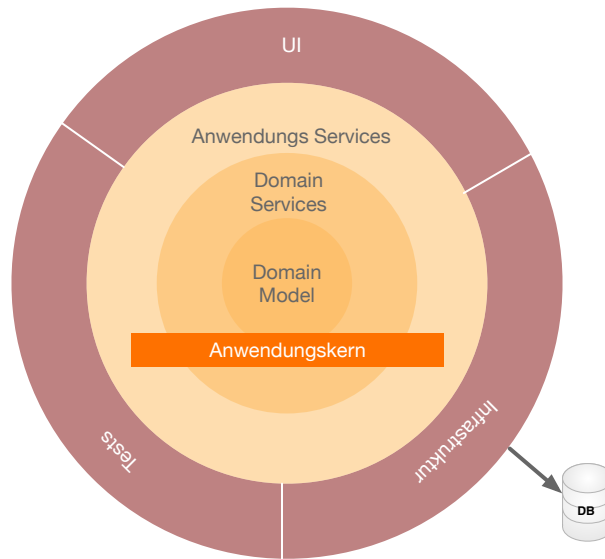 UI
Anwendungs Services
Domain
Services
Domain
Model
Anwendungskern
Tests
Infrastruktur
DB